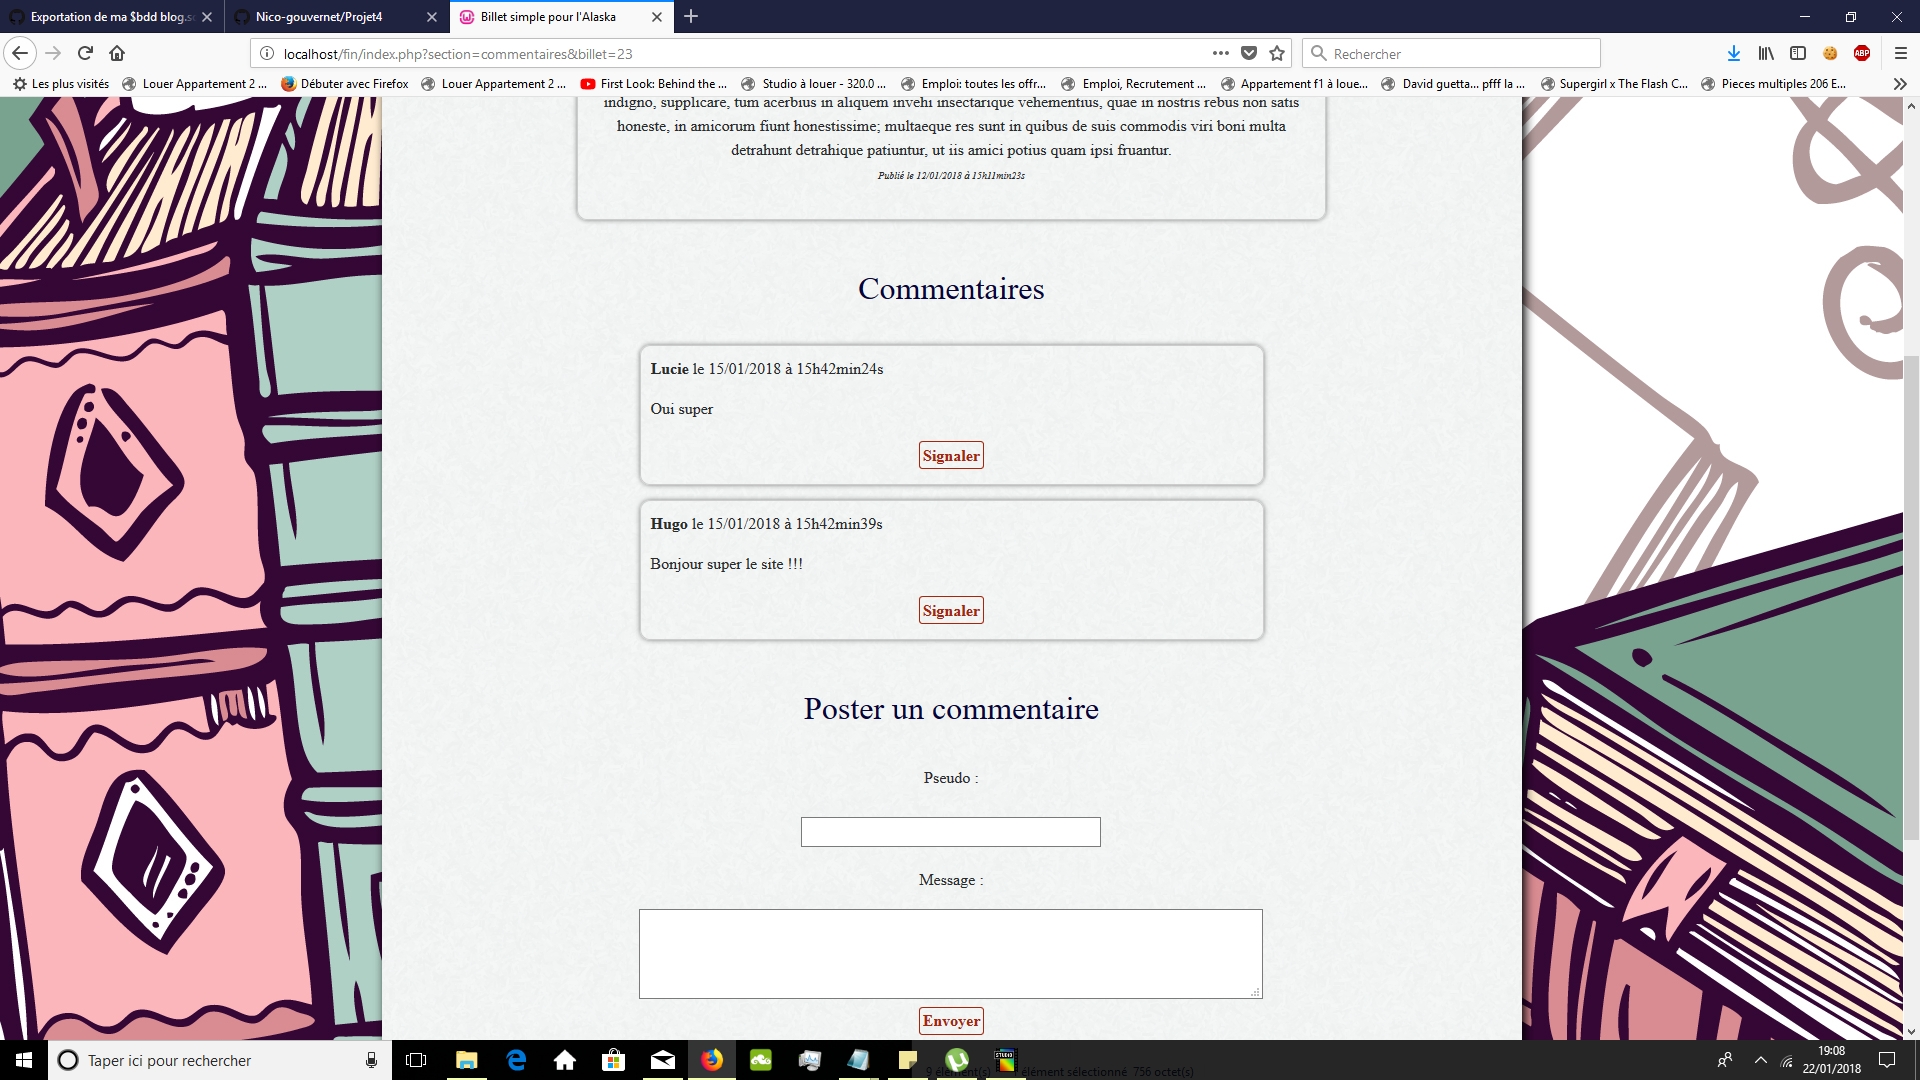 Exportation de ma $bdd blog.s
Nico-gouvernet/Projet4
Billet simple pour l'Alaska
localhost/fin/index.php?section=commentaires&billet=23
Rechercher
ABP
Les plus visités
Louer Appartement 2 ...
Débuter avec Firefox
Louer Appartement 2 ...
First Look: Behind the ...
Studio à louer - 320.0 ...
Emploi: toutes les offr...
Emploi, Recrutement ...
Appartement f1 à loue...
David guetta... pfff la ...
Supergirl x The Flash C...
Pieces multiples 206 E...
indigno, supplicare, tum acerbius in aliquem invehi insectarique vehementius, quae in nostris rebus non satis
honeste, in amicorum fiunt honestissime; multaeque res sunt in quibus de suis commodis viri boni multa
detrahunt detrahique patiuntur, ut iis amici potius quam ipsi fruantur.
Publié le 12/01/2018 à 15h11min23s
Commentaires
Lucie le 15/01/2018 à 15h42min24s
Oui super
Signaler
Hugo le 15/01/2018 à 15h42min39s
Bonjour super le site !!!
Signaler
Poster un commentaire
Pseudo :
Message :
Envoyer
Taper ici pour rechercher
STUDIO
9 élément(s)
élément sélectionné 756 octet(s)
19:08
22/01/2018